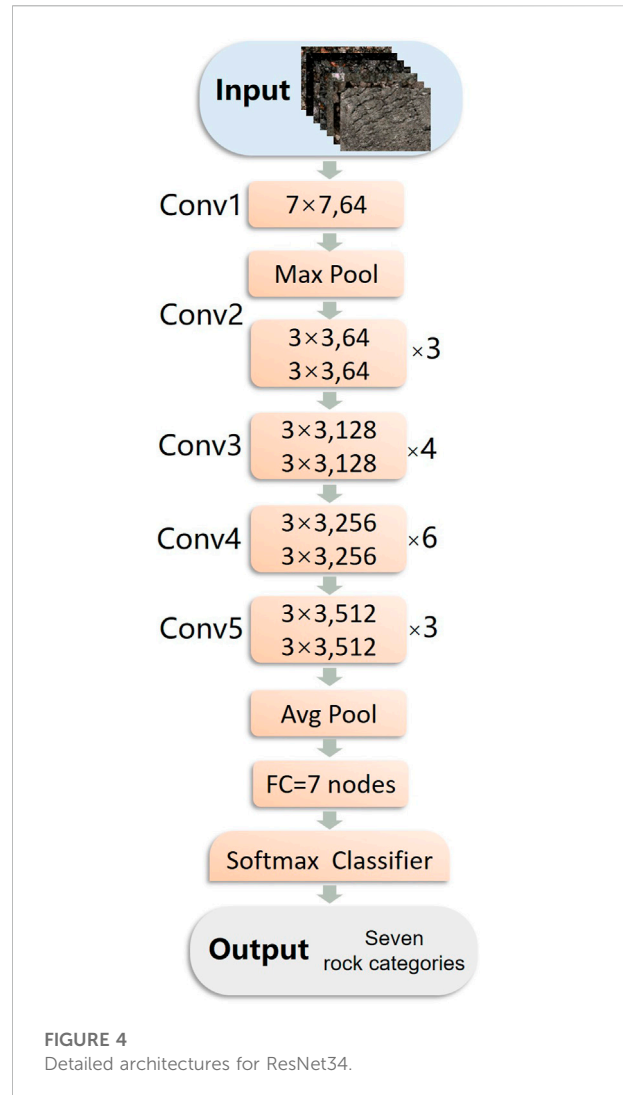 Input
Conv1
7×7,64
Max Pool
Conv2
3×3,64
3×3,64
×3
Conv3
3×3,128
3×3,128
×4
Conv4
3×3,256
3×3,256
×6
Conv5
3×3,512
3×3,512
×3
Avg Pool
FC=7 nodes
Softmax Classifier
Output
Seven
rock categories
FIGURE 4
Detailed architectures for ResNet34.